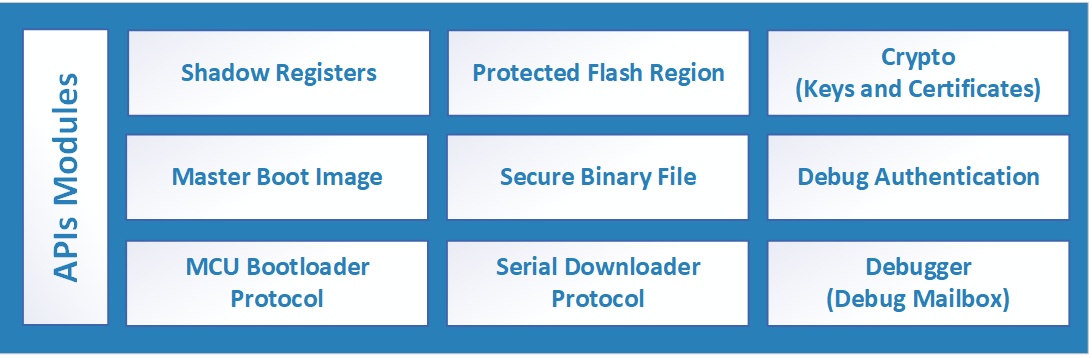 APIs Modules
Shadow Registers
Protected Flash Region
Crypto
(Keys and Certificates)
Master Boot Image
Secure Binary File
Debug Authentication
MCU Bootloader
Protocol
Serial Downloader
Protocol
Debugger
(Debug Mailbox)